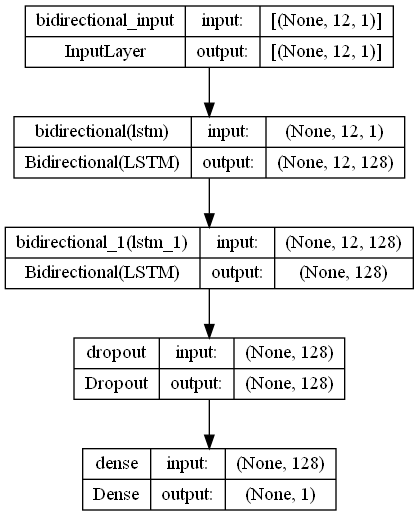 bidirectional_input input: [(None, 12, 1)]
InputLayer output: [(None, 12, 1)]
bidirectional(lstm) input: (None, 12, 1)
Bidirectional(LSTM) output: (None, 12, 128)
bidirectional_1(lstm_1) input: (None, 12, 128)
Bidirectional(LSTM) output: (None, 128)
dropout input: (None, 128)
Dropout output: (None, 128)
dense input: (None, 128)
Dense output: (None, 1)